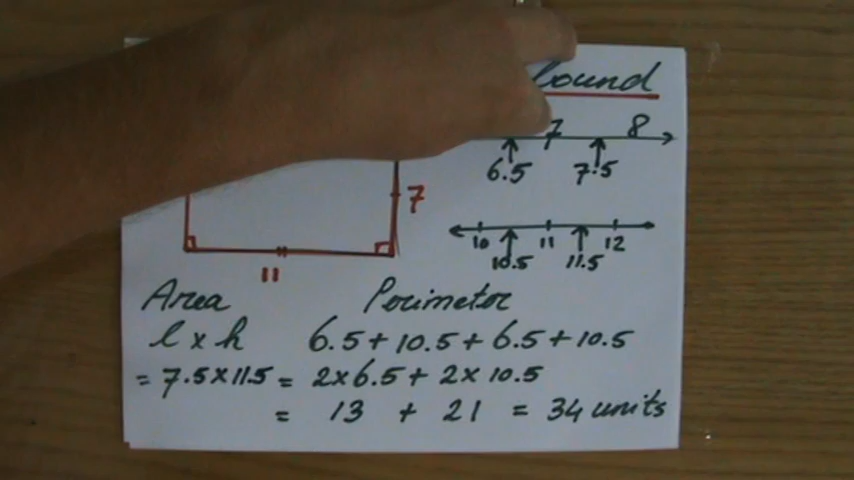 bound
7 8
6.5 7.5
7
10 11 12
10.5 11.5
11
Area Perimeter
l x h 6.5 + 10.5 + 6.5 + 10.5
= 7.5 x 11.5 = 2 x 6.5 + 2 x 10.5
= 13 + 21 = 34 units